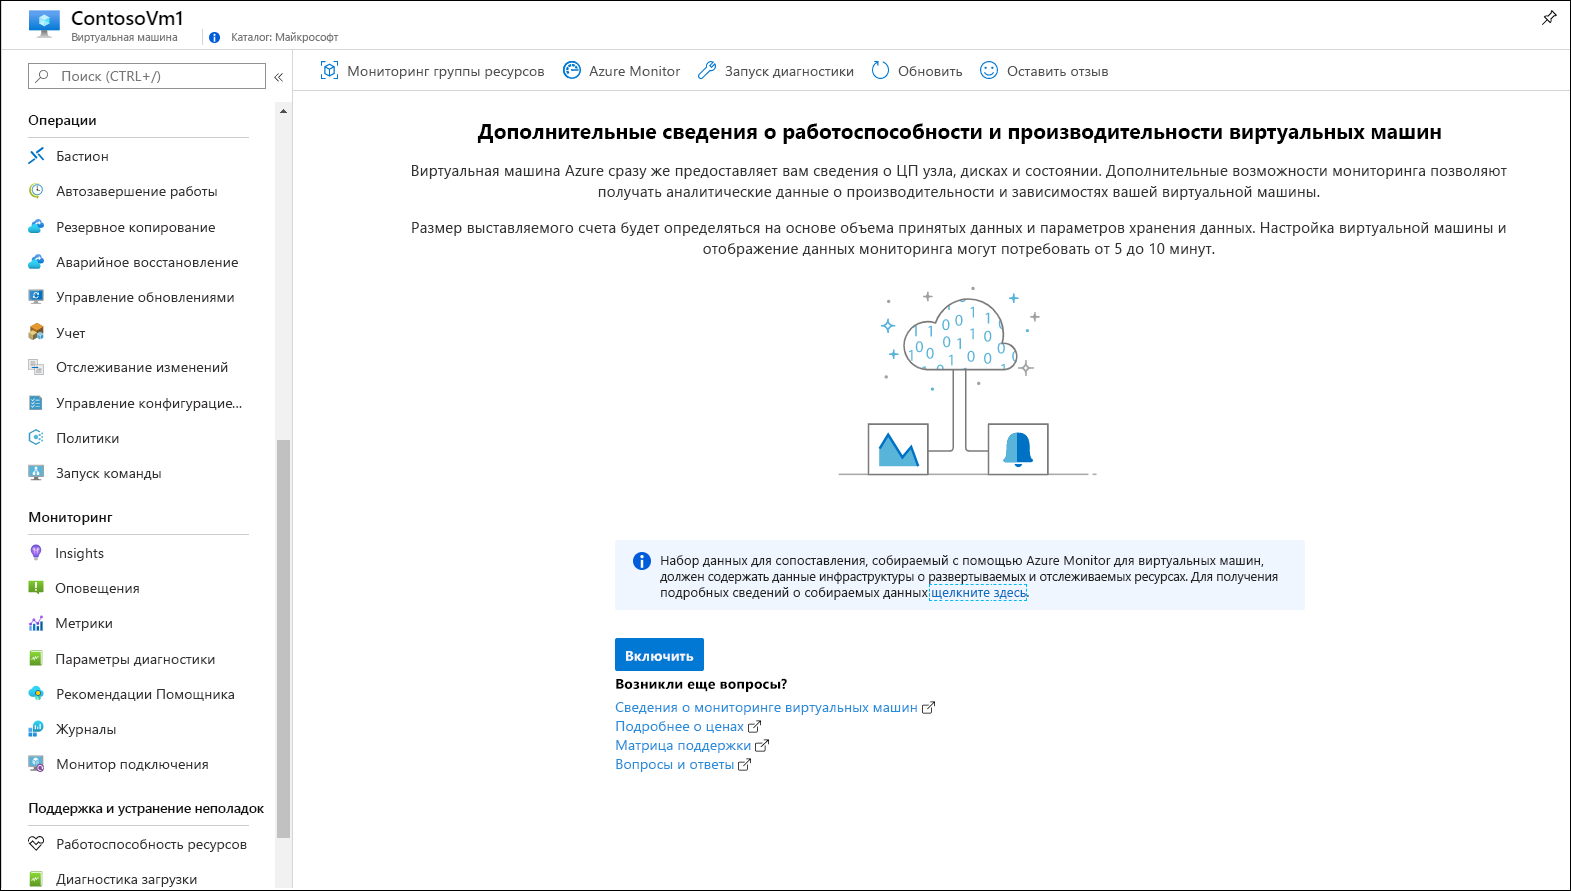 ContosoVm1
Виртуальная машина
Каталог: Майкрософт
Поиск (CTRL+/)
«
Мониторинг группы ресурсов
Azure Monitor
Запуск диагностики
Обновить
Оставить отзыв
Операции
Бастион
Автозавершение работы
Резервное копирование
Аварийное восстановление
Управление обновлениями
Учет
Отслеживание изменений
Управление конфигурацие...
Политики
Запуск команды
Мониторинг
Insights
Оповещения
Метрики
Параметры диагностики
Рекомендации Помощника
Журналы
Монитор подключения
Поддержка и устранение неполадок
Работоспособность ресурсов
Диагностика загрузки
Дополнительные сведения о работоспособности и производительности виртуальных машин
Виртуальная машина Azure сразу же предоставляет вам сведения о ЦП узла, дисках и состоянии. Дополнительные возможности мониторинга позволяют
получать аналитические данные о производительности и зависимостях вашей виртуальной машины.
Размер выставляемого счета будет определяться на основе объема принятых данных и параметров хранения данных. Настройка виртуальной машины и
отображение данных мониторинга могут потребовать от 5 до 10 минут.
Набор данных для сопоставления, собираемый с помощью Azure Monitor для виртуальных машин,
должен содержать данные инфраструктуры о развертываемых и отслеживаемых ресурсах. Для получения
подробных сведений о собираемых данных щелкните здесь.
Включить
Возникли еще вопросы?
Сведения о мониторинге виртуальных машин
Подробнее о ценах
Матрица поддержки
Вопросы и ответы